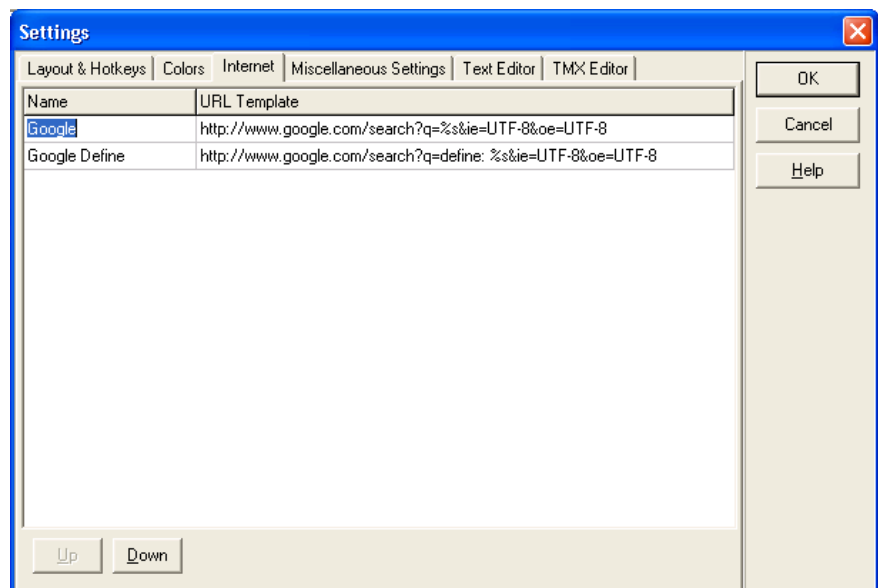 Settings
Layout & Hotkeys Colors Internet Miscellaneous Settings Text Editor TMX Editor
OK
Name URL Template
Google http://www.google.com/search?q=%s&ie=UTF-8&oe=UTF-8
Cancel
Google Define http://www.google.com/search?q=define: %s&ie=UTF-8&oe=UTF-8
Help
Up Down